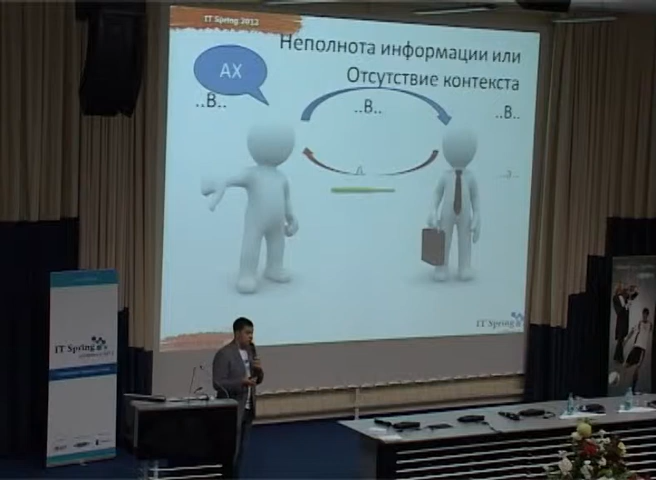 IT Spring 2012
Неполнота информации или
Отсутствие контекста
АХ
..В..
..В..
..В..
IT Spring
IT Spring